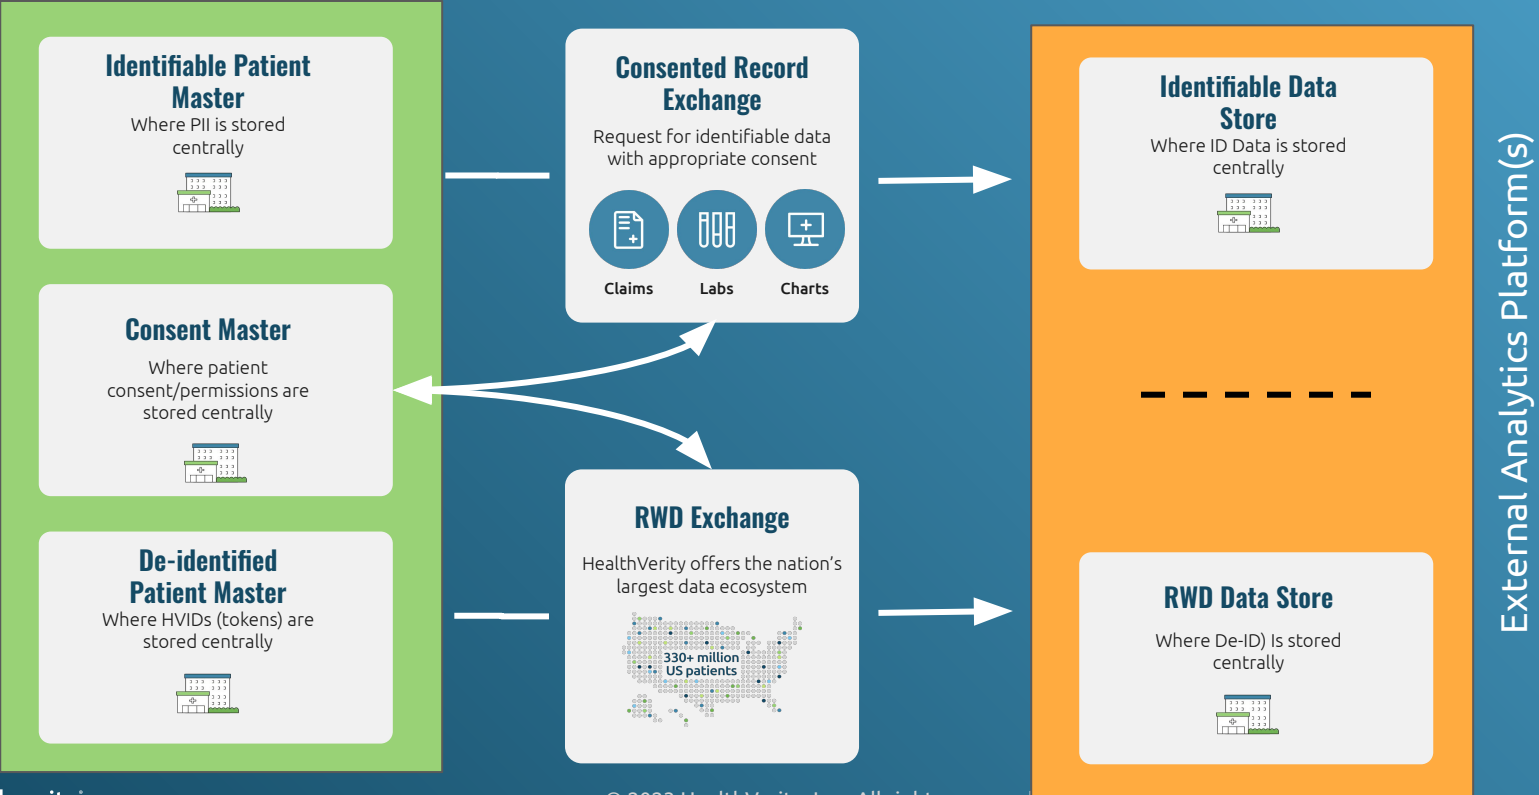 Identifiable Patient
Master
Where PII is stored
centrally
Consent Master
Where patient
consent/permissions are
stored centrally
De-identified
Patient Master
Where HVIDs (tokens) are
stored centrally
Consented Record
Exchange
Request for identifiable data
with appropriate consent
Claims
Labs
Charts
RWD Exchange
HealthVerity offers the nation's
largest data ecosystem
330+ million
US patients
Identifiable Data
Store
Where ID Data is stored
centrally
RWD Data Store
Where De-ID) Is stored
centrally
External Analytics Platform(s)